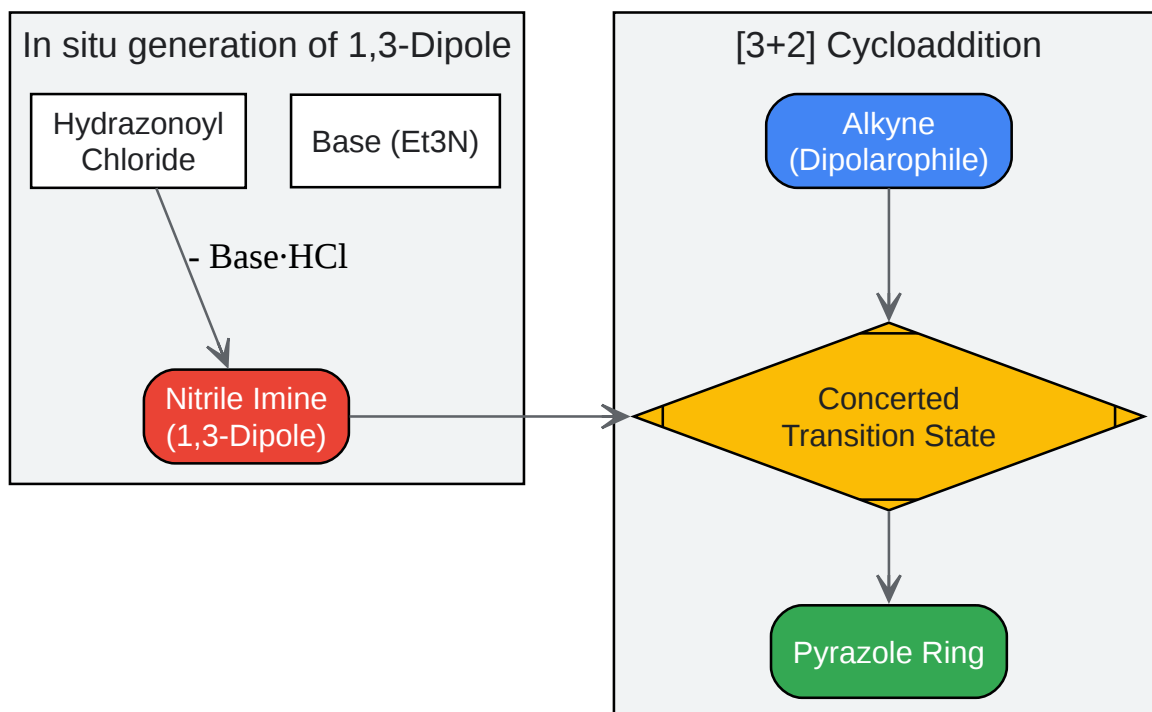 In situ generation of 1,3-Dipole
Hydrazonoyl
Chloride
Base (Et3N)
- Base·HCl
Nitrile Imine
(1,3-Dipole)
[3+2] Cycloaddition
Alkyne
(Dipolarophile)
Concerted
Transition State
Pyrazole Ring